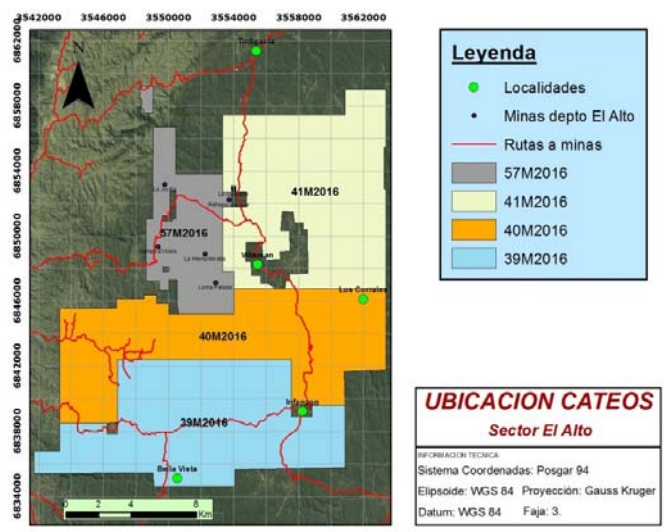 3542000 3546000 3550000 3554000 3558000 3562000
6862000
6858000
6854000
6850000
6846000
6842000
6838000
6834000
N
41M2016
57M2016
Vilisman
Los Corrales
40M2016
Infanzon
39M2016
Bella Vista
0 2 4 8
Km
Leyenda
Localidades
Minas depto El Alto
Rutas a minas
57M2016
41M2016
40M2016
39M2016
UBICACION CATEOS
Sector El Alto
INFORMACION TECNICA:
Sistema Coordenadas: Posgar 94
Elipsoide: WGS 84 Proyección: Gauss Kruger
Datum: WGS 84 Faja: 3.